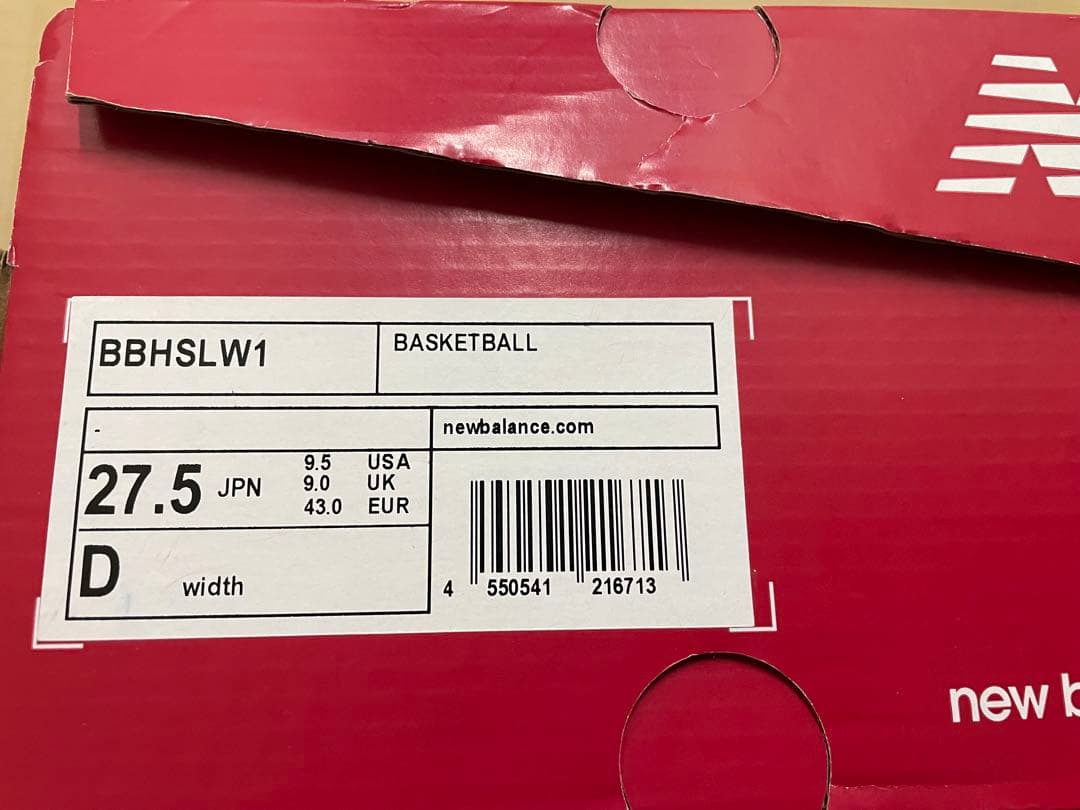 BBHSLW1
BASKETBALL
-
newbalance.com
27.5 JPN
9.5 USA
9.0 UK
43.0 EUR
D width
4 550541 216713
new b